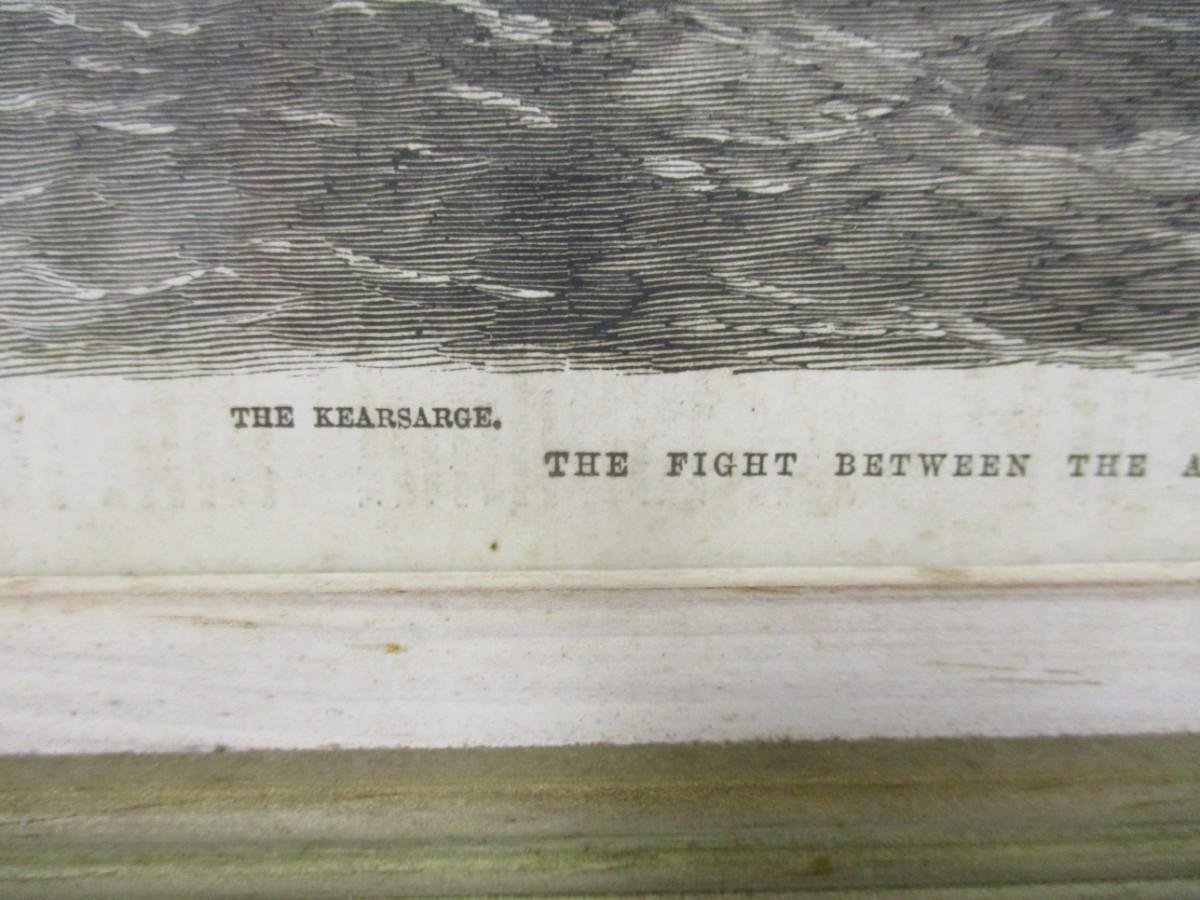 THE KEARSARGE.
THE FIGHT BETWEEN THE A